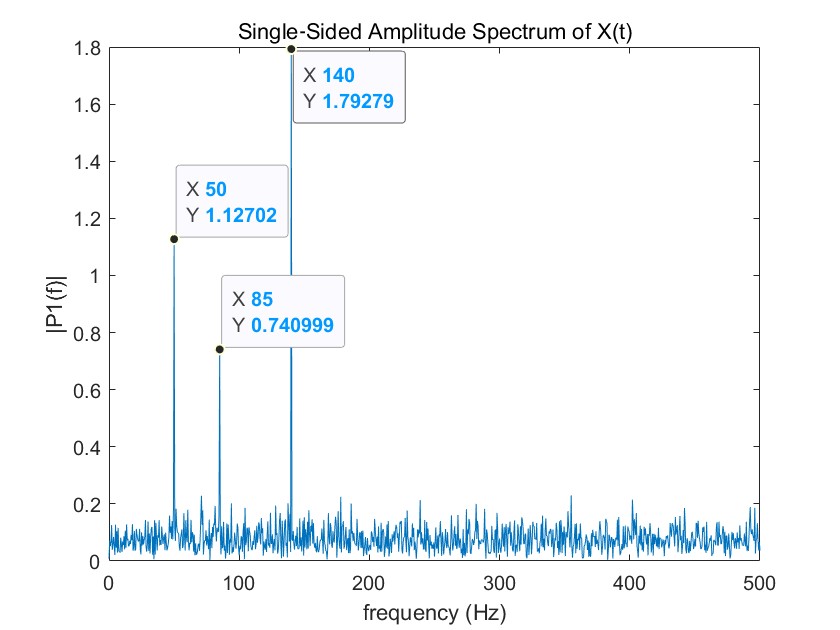 Single-Sided Amplitude Spectrum of X(t)
1.8
X 140
Y 1.79279
1.6
1.4
X 50
Y 1.12702
1.2
1
X 85
Y 0.740999
|P1(f)|
0.8
0.6
0.4
0.2
0
0 100 200 300 400 500
frequency (Hz)